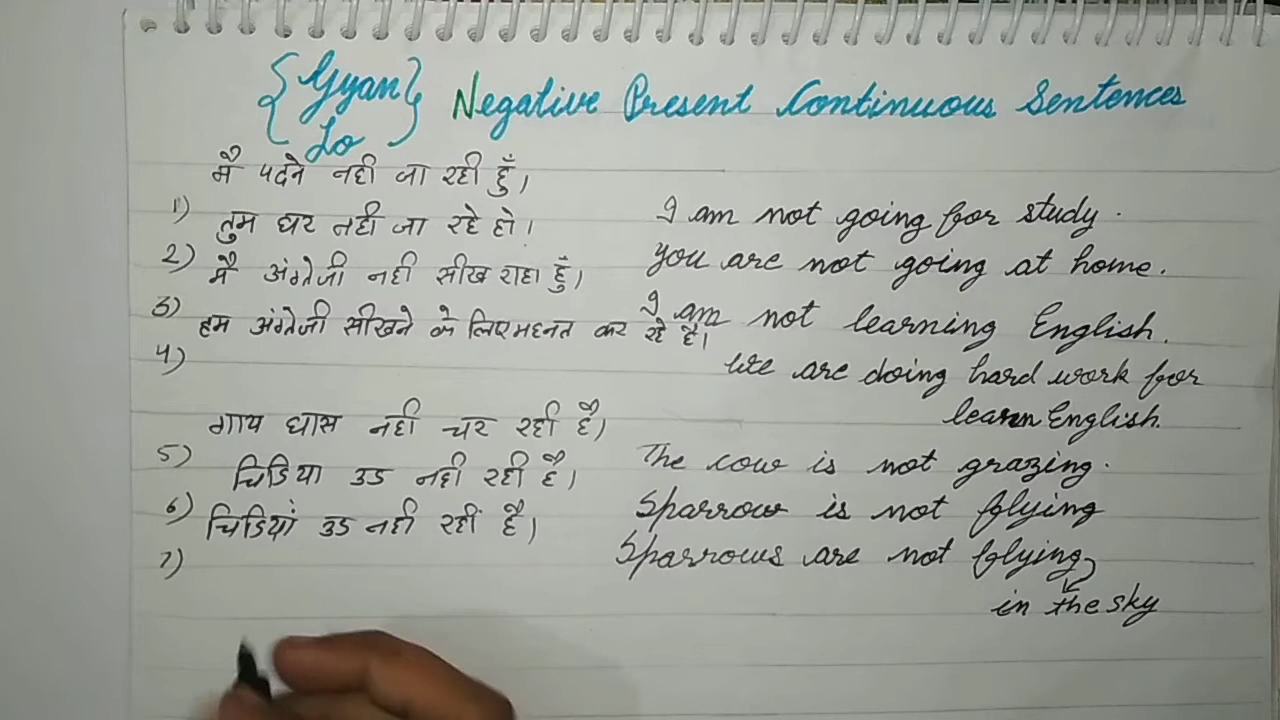 {Gyan} Negative Present Continuous Sentences
Lo
मै पढने नही जा रही हूँ।
1) तुम घर नही जा रहे हो। I am not going for study.
2) मै अंग्रेजी नही सीख राहा हूँ। You are not going at home.
3) हम अंग्रेजी सीखने के लिए महनत कर रहे है। I am not learning English.
4) We are doing hard work for
learn English.
गाय घास नही चर रही है।
5) चिडिया उड नही रही है। The cow is not grazing.
6) चिडियां उड नही रहीं है। Sparrow is not flying
7) Sparrows are not flying
in the sky